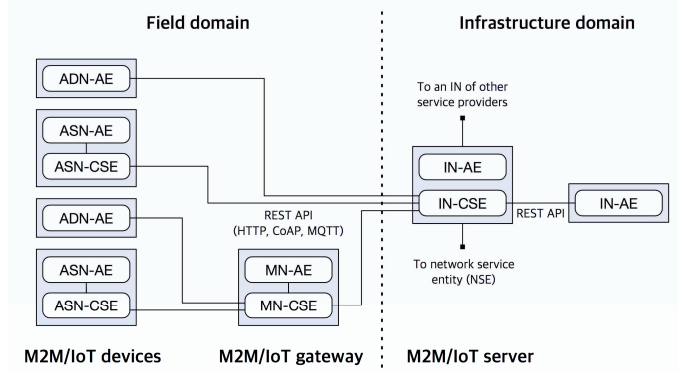 Field domain
Infrastructure domain
ADN-AE
To an IN of other
service providers
ASN-AE
ASN-CSE
IN-AE
IN-CSE
REST API
IN-AE
ADN-AE
REST API
(HTTP, CoAP, MQTT)
ASN-AE
ASN-CSE
MN-AE
MN-CSE
To network service
entity (NSE)
M2M/IoT devices
M2M/IoT gateway
M2M/IoT server